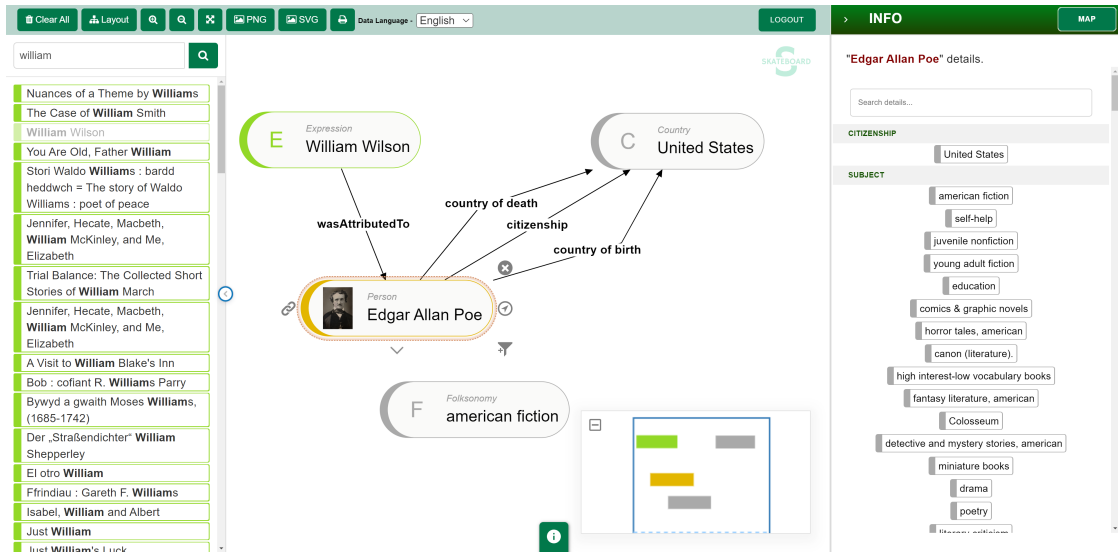 Clear All
Layout
PNG
SVG
Data Language - English
LOGOUT
INFO
MAP
william
Nuances of a Theme by Williams
The Case of William Smith
William Wilson
You Are Old, Father William
Stori Waldo Williams : bardd
heddwch = The story of Waldo
Williams : poet of peace
Jennifer, Hecate, Macbeth,
William McKinley, and Me,
Elizabeth
Trial Balance: The Collected Short
Stories of William March
Jennifer, Hecate, Macbeth,
William McKinley, and Me,
Elizabeth
A Visit to William Blake's Inn
Bob : cofiant R. Williams Parry
Bywyd a gwaith Moses Williams,
(1685-1742)
Der „Straßendichter“ William
Shepperley
El otro William
Ffrindiau : Gareth F. Williams
Isabel, William and Albert
Just William
Just William's Luck
SKATEBOARD
E
Expression
William Wilson
C
Country
United States
country of death
wasAttributedTo
citizenship
country of birth
Person
Edgar Allan Poe
F
Folksonomy
american fiction
"Edgar Allan Poe" details.
Search details...
CITIZENSHIP
United States
SUBJECT
american fiction
self-help
juvenile nonfiction
young adult fiction
education
comics & graphic novels
horror tales, american
canon (literature).
high interest-low vocabulary books
fantasy literature, american
Colosseum
detective and mystery stories, american
miniature books
drama
poetry
literary criticism